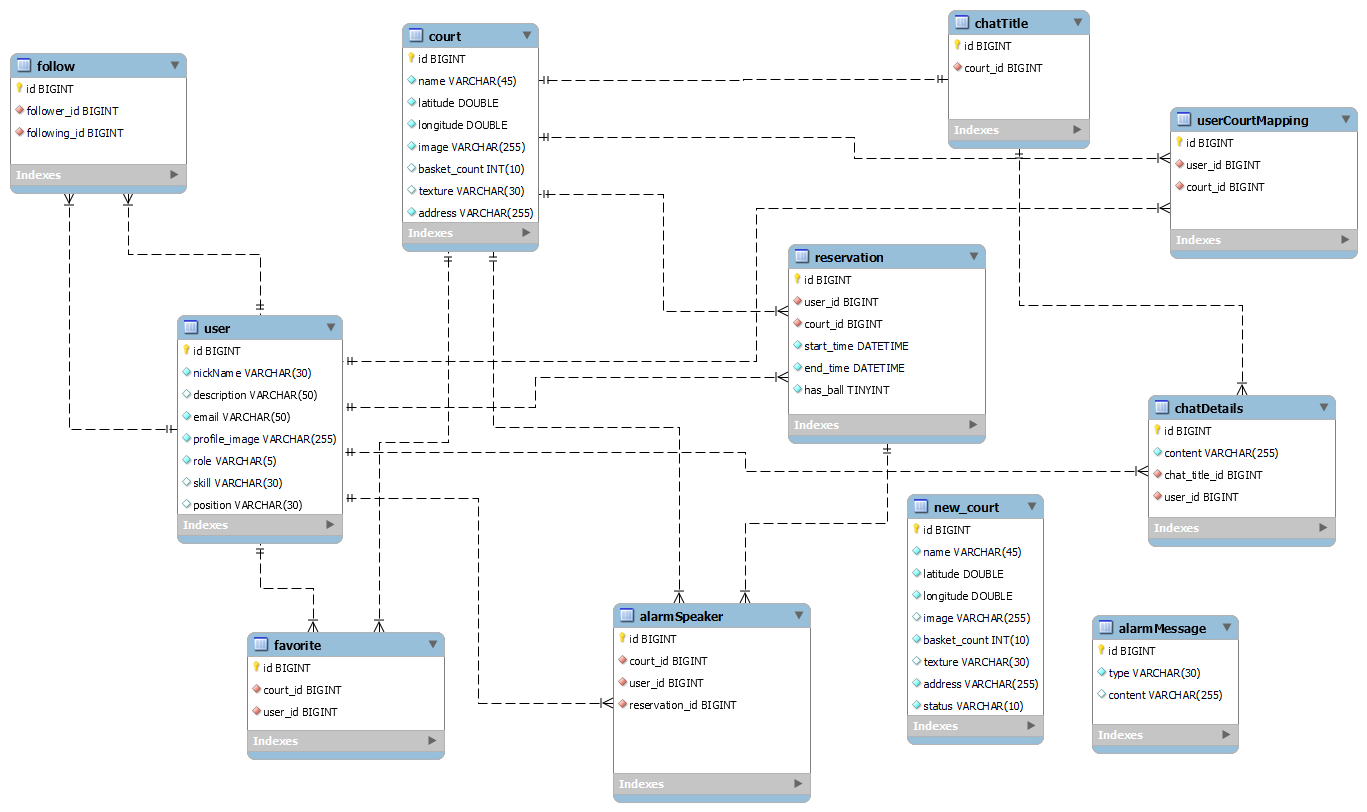 follow
id BIGINT
follower_id BIGINT
following_id BIGINT
Indexes
court
id BIGINT
name VARCHAR(45)
latitude DOUBLE
longitude DOUBLE
image VARCHAR(255)
basket_count INT(10)
texture VARCHAR(30)
address VARCHAR(255)
Indexes
chatTitle
id BIGINT
court_id BIGINT
Indexes
userCourtMapping
id BIGINT
user_id BIGINT
court_id BIGINT
Indexes
reservation
id BIGINT
user_id BIGINT
court_id BIGINT
start_time DATETIME
end_time DATETIME
has_ball TINYINT
Indexes
user
id BIGINT
nickName VARCHAR(30)
description VARCHAR(50)
email VARCHAR(50)
profile_image VARCHAR(255)
role VARCHAR(5)
skill VARCHAR(30)
position VARCHAR(30)
Indexes
chatDetails
id BIGINT
content VARCHAR(255)
chat_title_id BIGINT
user_id BIGINT
Indexes
new_court
id BIGINT
name VARCHAR(45)
latitude DOUBLE
longitude DOUBLE
image VARCHAR(255)
basket_count INT(10)
texture VARCHAR(30)
address VARCHAR(255)
status VARCHAR(10)
Indexes
favorite
id BIGINT
court_id BIGINT
user_id BIGINT
Indexes
alarmSpeaker
id BIGINT
court_id BIGINT
user_id BIGINT
reservation_id BIGINT
Indexes
alarmMessage
id BIGINT
type VARCHAR(30)
content VARCHAR(255)
Indexes